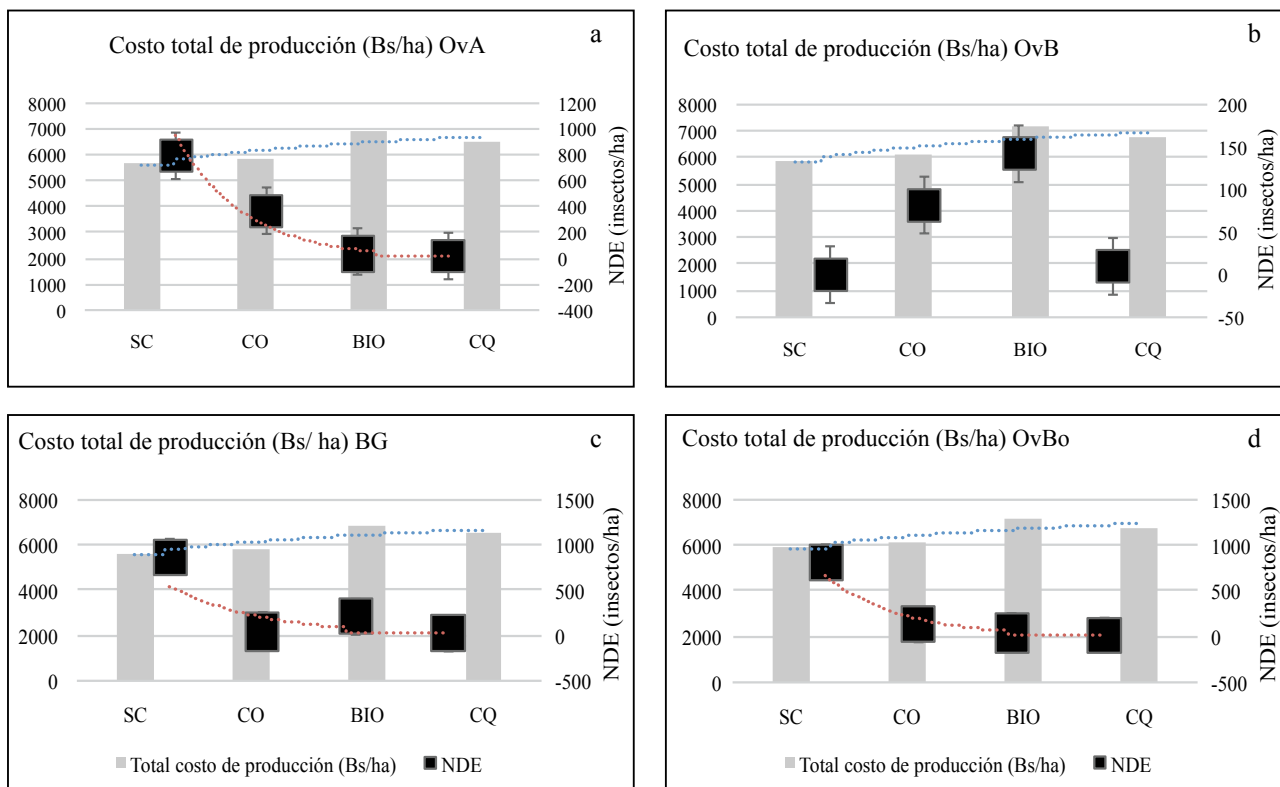 Costo total de producción (Bs/ha) OvA
a
8000
7000
6000
5000
4000
3000
2000
1000
0
1200
1000
800
600
400
200
0
-200
-400
NDE (insectos/ha)
SC CO BIO CQ
Costo total de producción (Bs/ha) OvB
b
8000
7000
6000
5000
4000
3000
2000
1000
0
200
150
100
50
0
-50
NDE (insectos/ha)
SC CO BIO CQ
Costo total de producción (Bs/ ha) BG
c
8000
6000
4000
2000
0
1500
1000
500
0
-500
NDE (insectos/ha)
SC CO BIO CQ
Total costo de producción (Bs/ha) NDE
Costo total de producción (Bs/ha) OvBo
d
8000
6000
4000
2000
0
1500
1000
500
0
-500
NDE (insectos/ha)
SC CO BIO CQ
Total costo de producción (Bs/ha) NDE